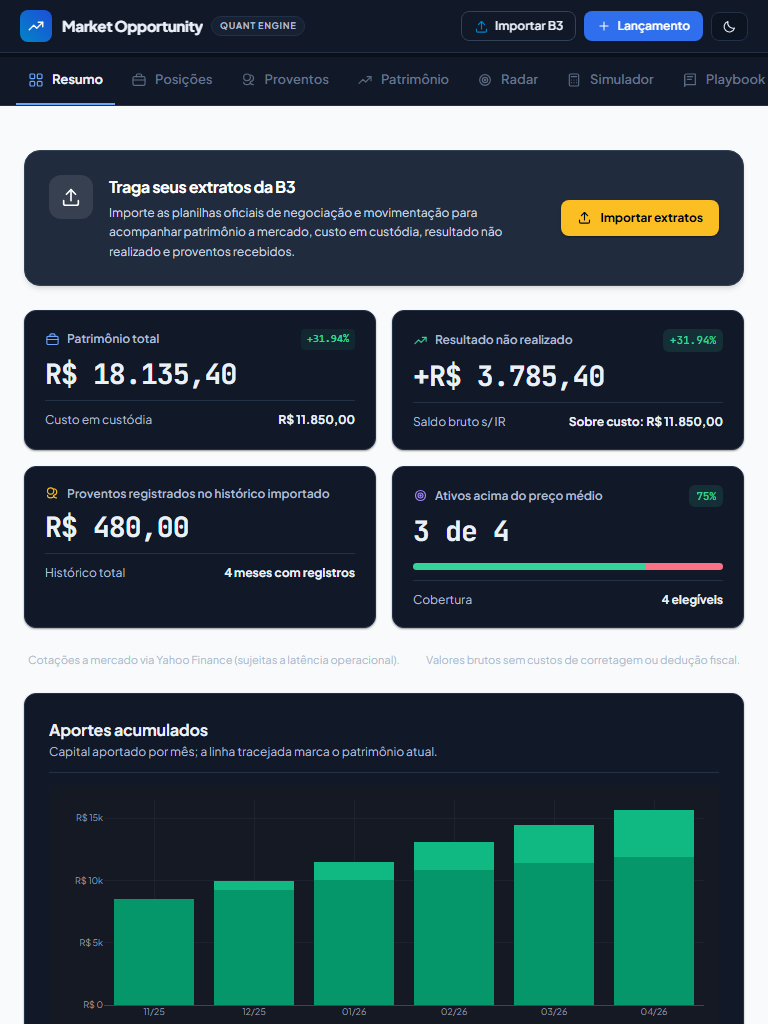 Market Opportunity
QUANT ENGINE
Importar B3
Lançamento
Resumo
Posições
Proventos
Patrimônio
Radar
Simulador
Playbook
Traga seus extratos da B3
Importe as planilhas oficiais de negociação e movimentação para
acompanhar patrimônio a mercado, custo em custódia, resultado não
realizado e proventos recebidos.
Importar extratos
Patrimônio total
+31.94%
R$ 18.135,40
Custo em custódia
R$ 11.850,00
Resultado não realizado
+31.94%
+R$ 3.785,40
Saldo bruto s/ IR
Sobre custo: R$ 11.850,00
Proventos registrados no histórico importado
R$ 480,00
Histórico total
4 meses com registros
Ativos acima do preço médio
75%
3 de 4
Cobertura
4 elegíveis
Cotações a mercado via Yahoo Finance (sujeitas a latência operacional).
Valores brutos sem custos de corretagem ou dedução fiscal.
Aportes acumulados
Capital aportado por mês; a linha tracejada marca o patrimônio atual.
R$ 15k
R$ 10k
R$ 5k
R$ 0
11/25
12/25
01/26
02/26
03/26
04/26